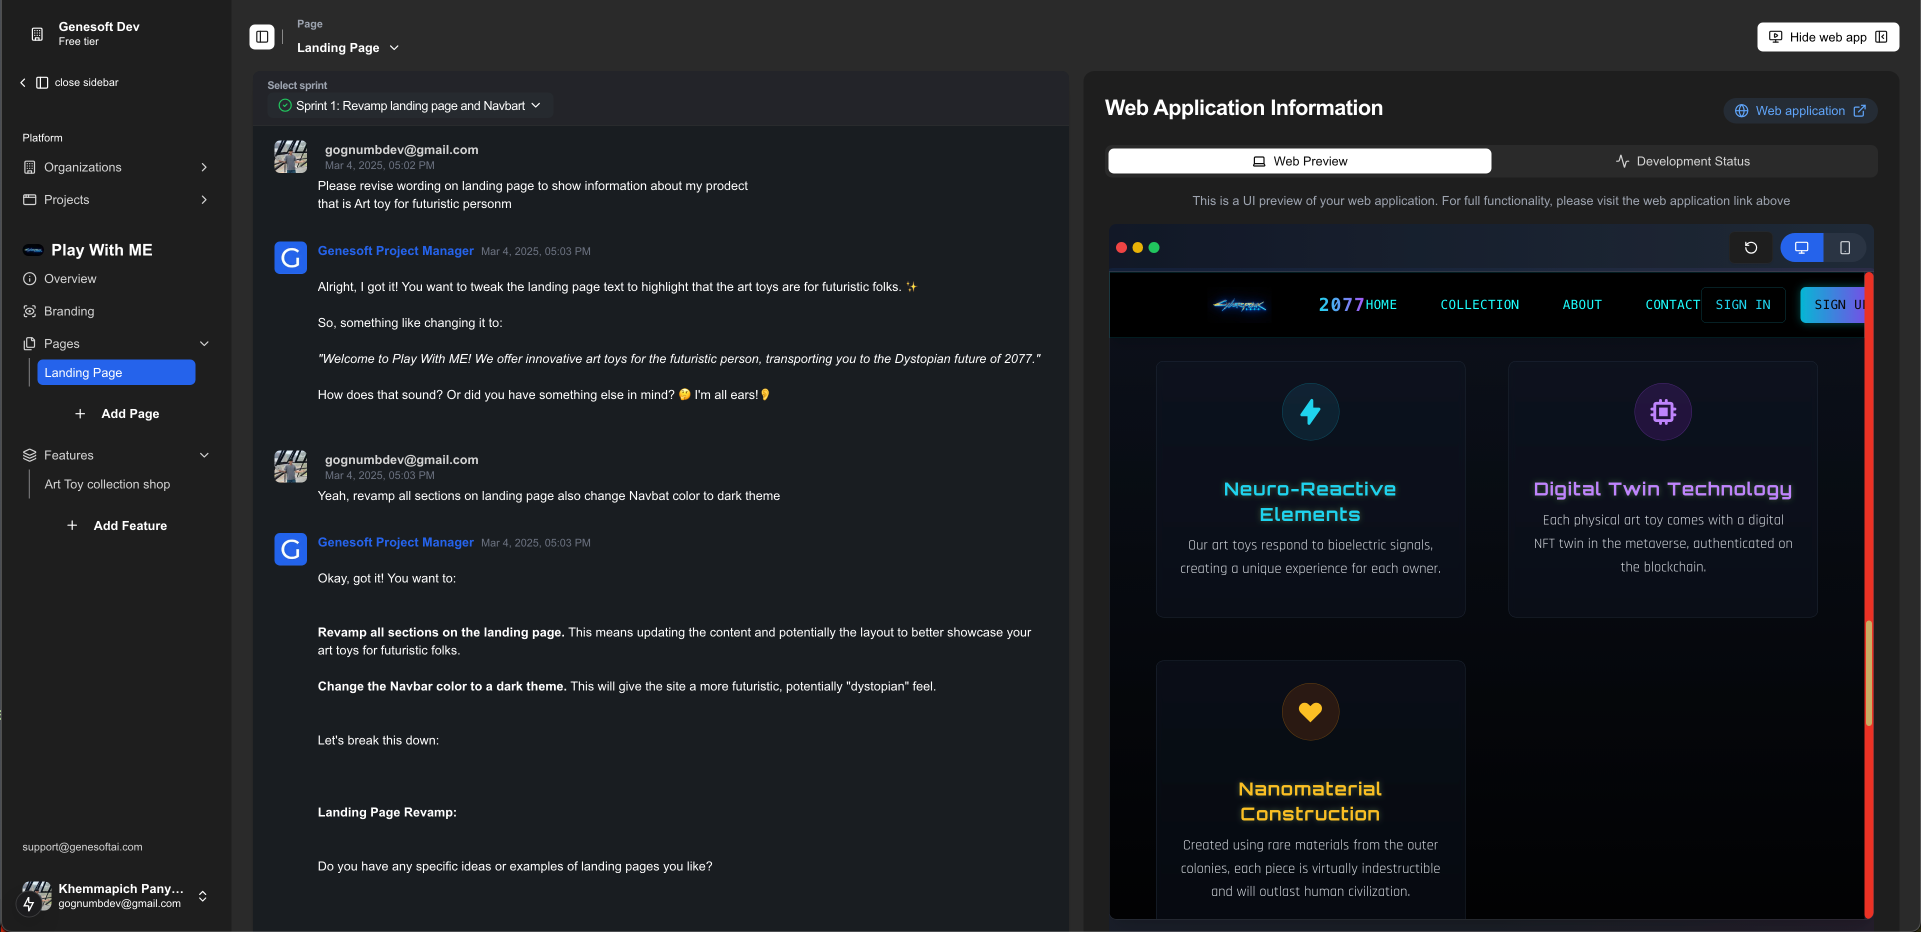 Genesoft Dev
Free tier
close sidebar
Platform
Organizations
Projects
Play With ME
Overview
Branding
Pages
Landing Page
Add Page
Features
Art Toy collection shop
Add Feature
support@genesoftai.com
Khemmapich Pany...
gognumbdev@gmail.com
Page
Landing Page
Hide web app
Select sprint
Sprint 1: Revamp landing page and Navbart
gognumbdev@gmail.com
Mar 4, 2025, 05:02 PM
Please revise wording on landing page to show information about my prodect
that is Art toy for futuristic personm
G
Genesoft Project Manager Mar 4, 2025, 05:03 PM
Alright, I got it! You want to tweak the landing page text to highlight that the art toys are for futuristic folks. ✨
So, something like changing it to:
"Welcome to Play With ME! We offer innovative art toys for the futuristic person, transporting you to the Dystopian future of 2077."
How does that sound? Or did you have something else in mind? 🤔 I'm all ears!👂
gognumbdev@gmail.com
Mar 4, 2025, 05:03 PM
Yeah, revamp all sections on landing page also change Navbat color to dark theme
G
Genesoft Project Manager Mar 4, 2025, 05:03 PM
Okay, got it! You want to:
Revamp all sections on the landing page. This means updating the content and potentially the layout to better showcase your
art toys for futuristic folks.
Change the Navbar color to a dark theme. This will give the site a more futuristic, potentially "dystopian" feel.
Let's break this down:
Landing Page Revamp:
Do you have any specific ideas or examples of landing pages you like?
Web Application Information
Web application
Web Preview
Development Status
This is a UI preview of your web application. For full functionality, please visit the web application link above
2077 HOME COLLECTION ABOUT CONTACT SIGN IN SIGN U
Neuro-Reactive
Elements
Our art toys respond to bioelectric signals,
creating a unique experience for each owner.
Digital Twin Technology
Each physical art toy comes with a digital
NFT twin in the metaverse, authenticated on
the blockchain.
Nanomaterial
Construction
Created using rare materials from the outer
colonies, each piece is virtually indestructible
and will outlast human civilization.